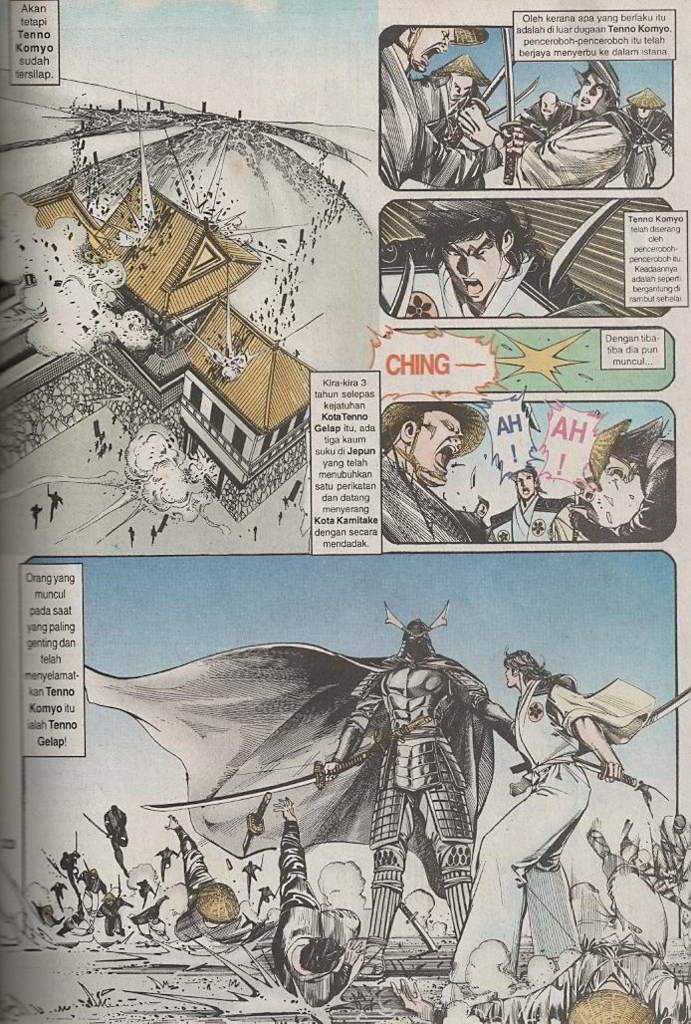 Akan
tetapi
Tenno
Komyo
sudah
tersilap.
Kira-kira 3
tahun selepas
kejatuhan
Kota Tenno
Gelap itu, ada
tiga kaum
suku di Jepun
yang telah
menubuhkan
satu perikatan
dan datang
menyerang
Kota Kamitake
dengan secara
mendadak.
Oleh kerana apa yang berlaku itu
adalah di luar dugaan Tenno Komyo,
penceroboh-penceroboh itu telah
berjaya menyerbu ke dalam istana.
Tenno Komyo
telah diserang
oleh
penceroboh-
penceroboh itu.
Keadaannya
adalah seperti
bergantung di
rambut sehelai.
CHING—
Dengan tiba-
tiba dia pun
muncul...
AH
!
AH
!
Orang yang
muncul
pada saat
yang paling
genting dan
telah
menyelamat-
kan Tenno
Komyo itu
ialah Tenno
Gelap!